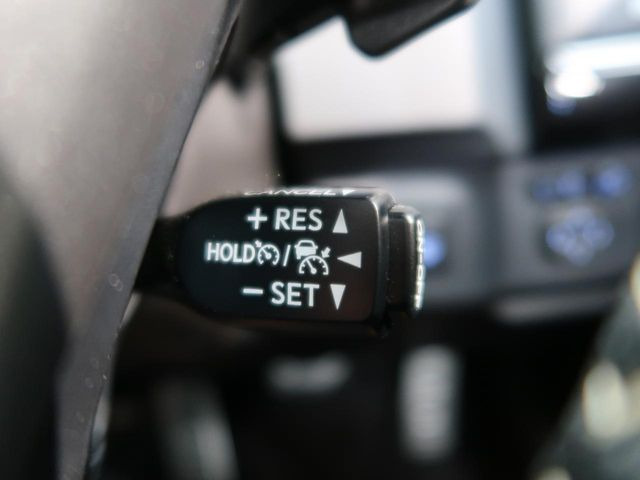 CANCEL
+ RES ▲
HOLD / ◀
− SET ▼